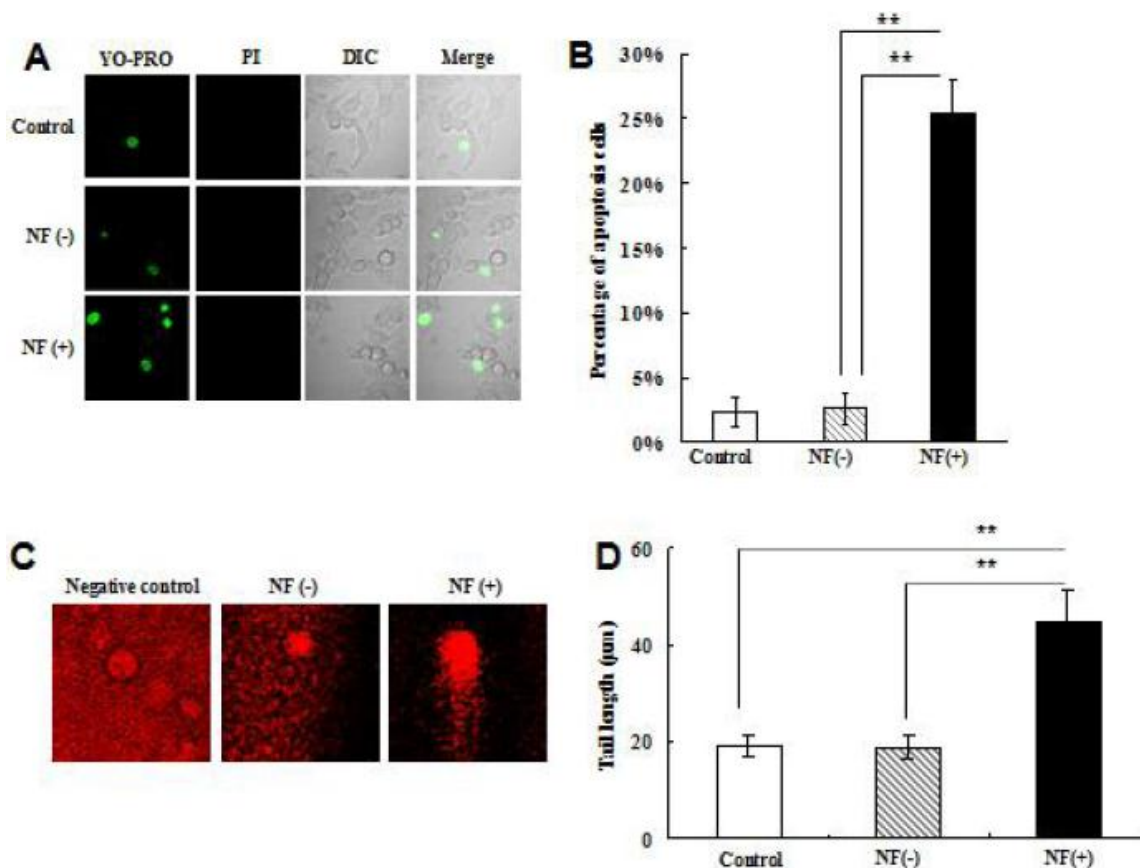 A
YO-PRO PI DIC Merge
Control
NF (-)
NF (+)
B
**
**
30%
25%
20%
15%
10%
5%
0%
Percentage of apoptosis cells
Control NF(-) NF(+)
C
Negative control NF (-) NF (+)
D
**
**
60
40
20
0
Tail length (µm)
Control NF(-) NF(+)